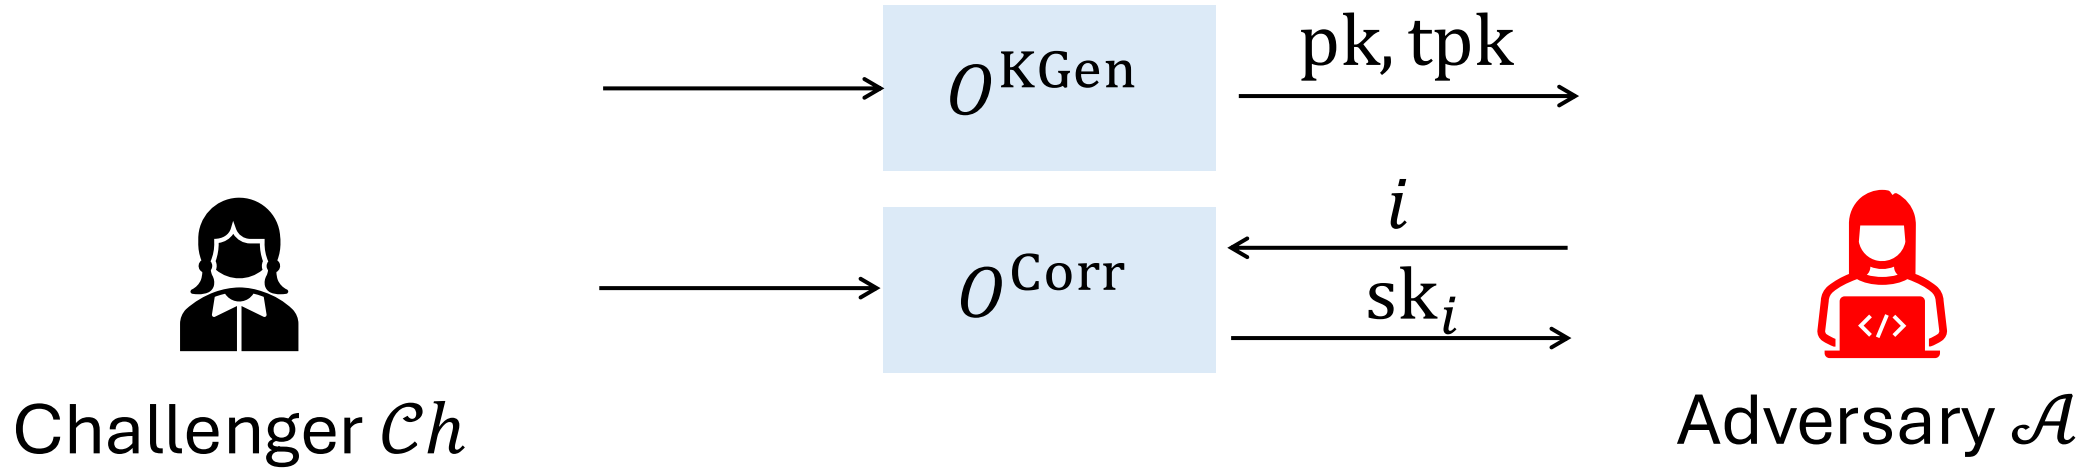 O^KGen
pk, tpk
i
O^Corr
sk_i
</>
Challenger 𝒞h
Adversary 𝒜